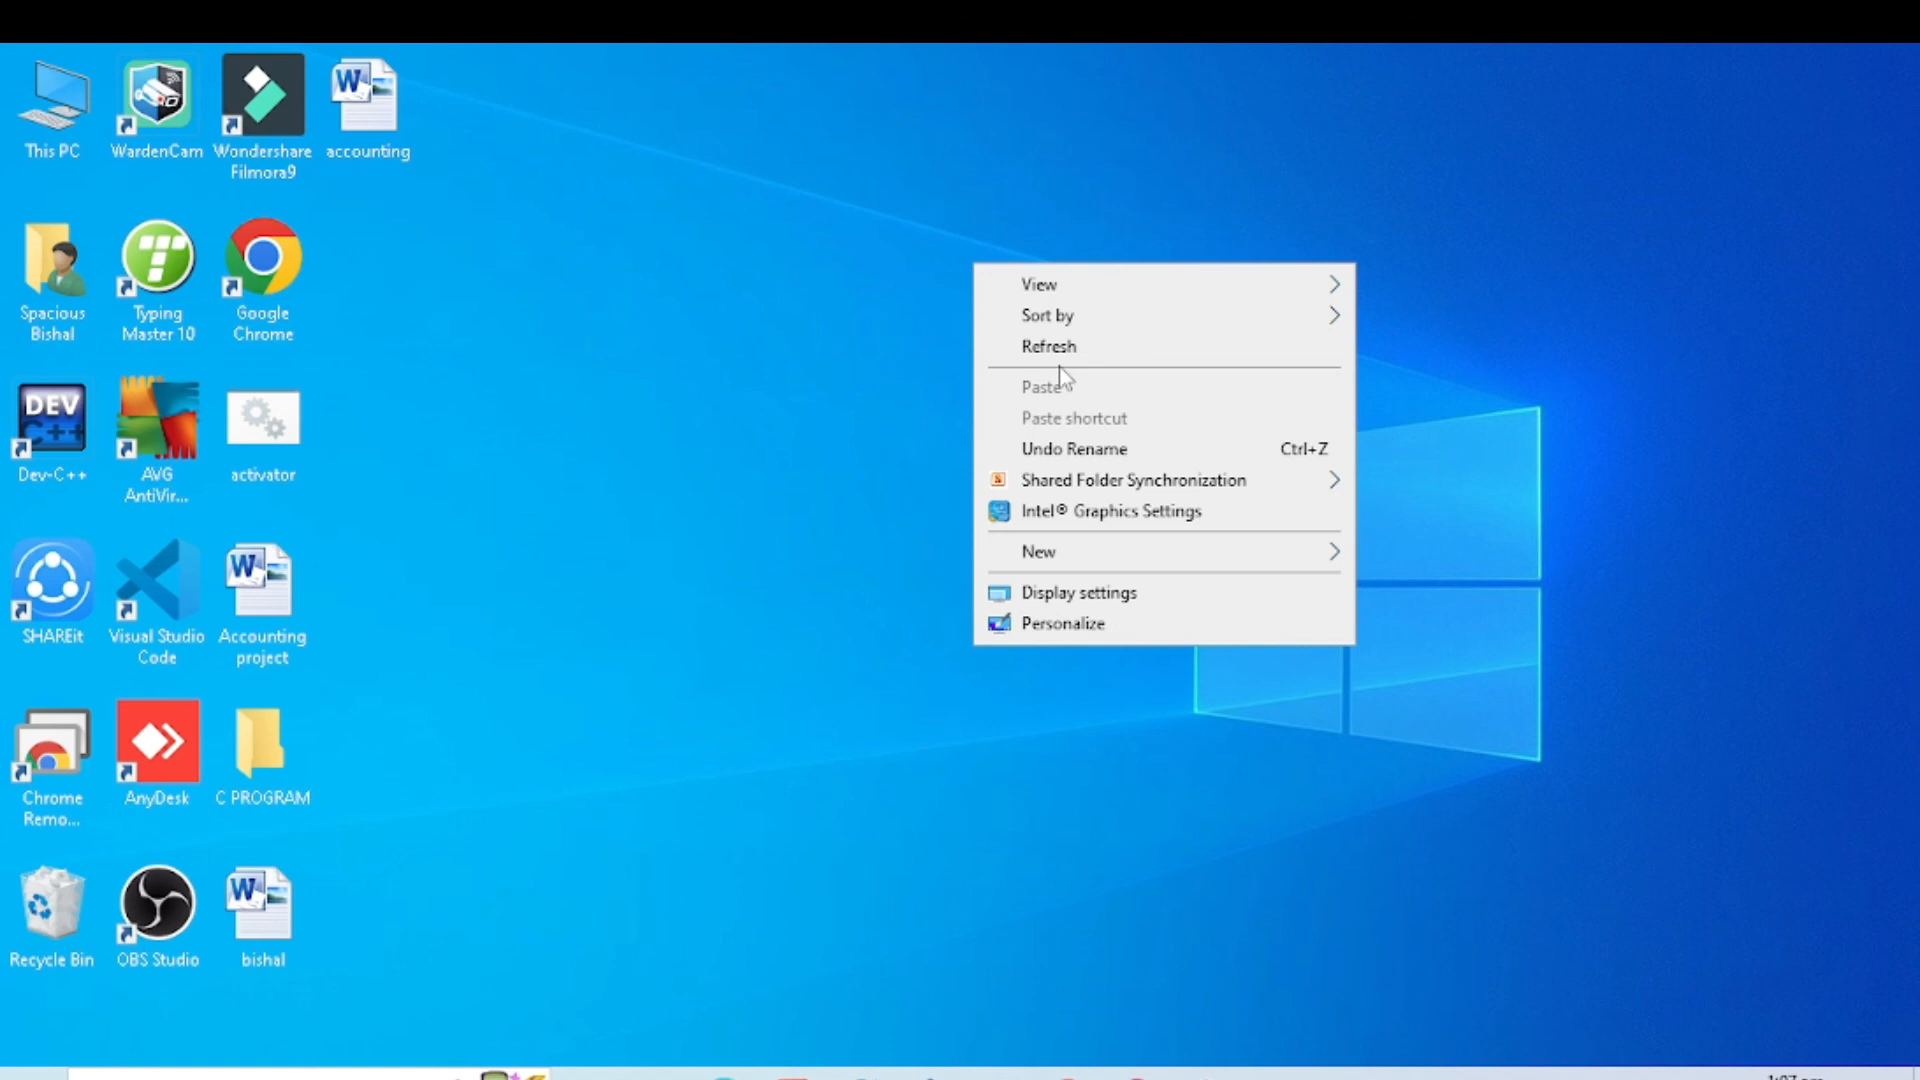 This PC
WardenCam
Wondershare
Filmora9
accounting
Spacious
Bishal
Typing
Master 10
Google
Chrome
DEV
C++
Dev-C++
AVG
AntiVir...
activator
SHAREit
Visual Studio
Code
Accounting
project
Chrome
Remo...
AnyDesk
C PROGRAM
Recycle Bin
OBS Studio
bishal
View
Sort by
Refresh
Paste
Paste shortcut
Undo Rename Ctrl+Z
Shared Folder Synchronization
Intel® Graphics Settings
New
Display settings
Personalize